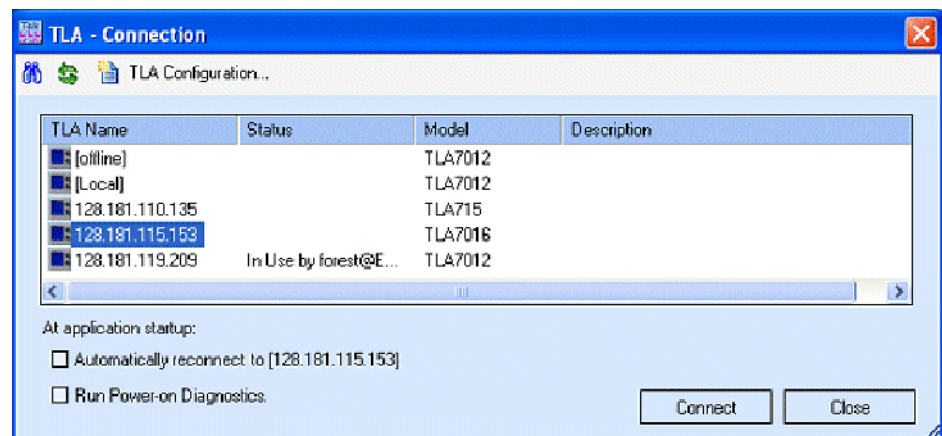 TLA - Connection
TLA Configuration...
TLA Name Status Model Description
[offline] TLA7012
[Local] TLA7012
128.181.110.135 TLA715
128.181.115.153 TLA7016
128.181.119.209 In Use by forest@E... TLA7012
At application startup:
Automatically reconnect to [128.181.115.153]
Run Power-on Diagnostics.
Connect Close